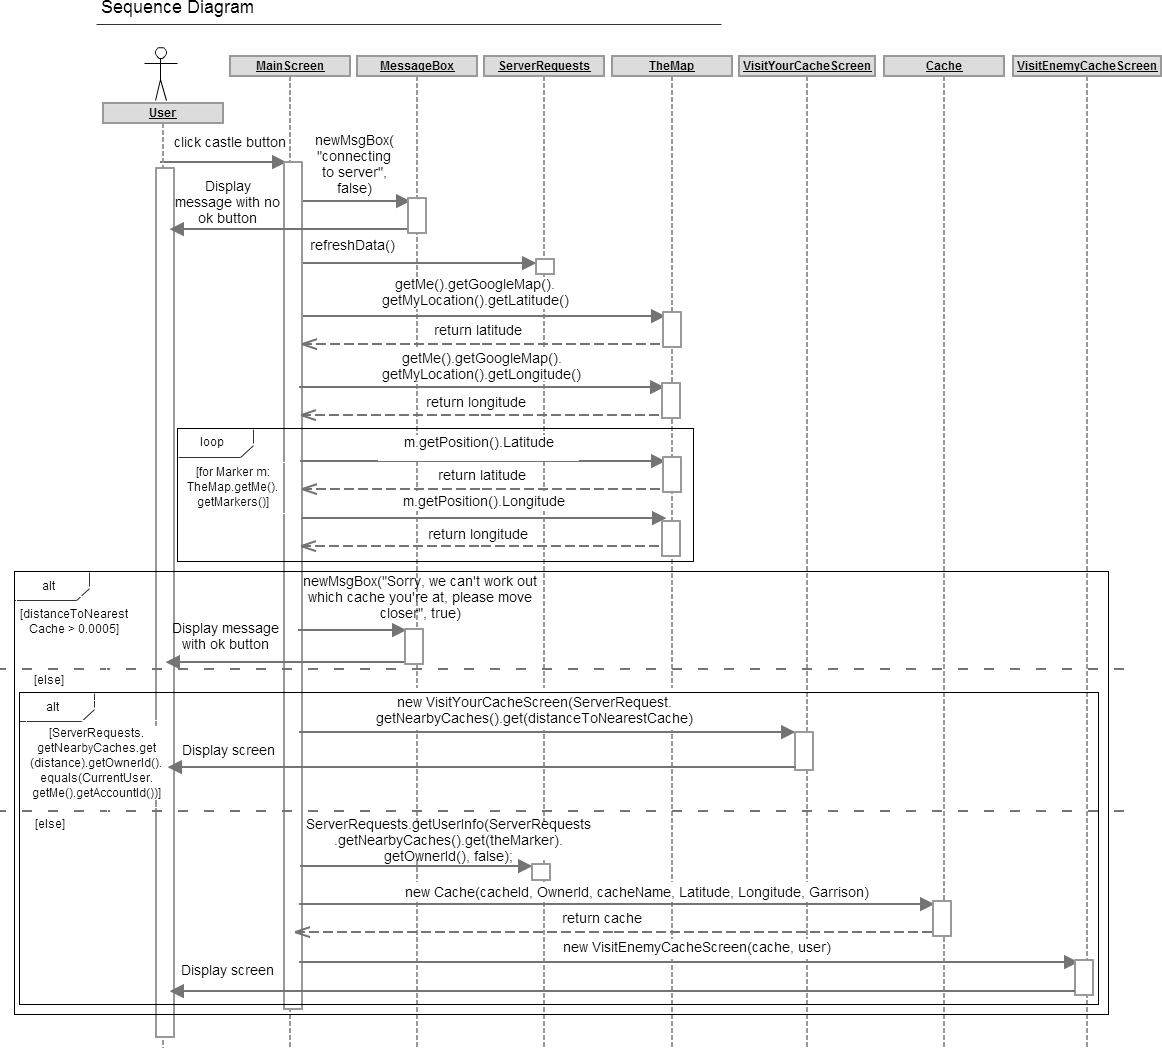 Sequence Diagram
MainScreen
MessageBox
ServerRequests
TheMap
VisitYourCacheScreen
Cache
VisitEnemyCacheScreen
User
click castle button
newMsgBox(
"connecting
to server",
false)
Display
message with no
ok button
refreshData()
getMe().getGoogleMap().
getMyLocation().getLatitude()
return latitude
getMe().getGoogleMap().
getMyLocation().getLongitude()
return longitude
loop
[for Marker m:
TheMap.getMe().
getMarkers()]
m.getPosition().Latitude
return latitude
m.getPosition().Longitude
return longitude
alt
[distanceToNearest
Cache > 0.0005]
newMsgBox("Sorry, we can't work out
which cache you're at, please move
closer", true)
Display message
with ok button
[else]
alt
[ServerRequests.
getNearbyCaches.get
(distance).getOwnerId().
equals(CurrentUser.
getMe().getAccountId())]
new VisitYourCacheScreen(ServerRequest.
getNearbyCaches().get(distanceToNearestCache)
Display screen
[else]
ServerRequests.getUserInfo(ServerRequests
.getNearbyCaches().get(theMarker).
getOwnerId(), false);
new Cache(cacheId, OwnerId, cacheName, Latitude, Longitude, Garrison)
return cache
new VisitEnemyCacheScreen(cache, user)
Display screen